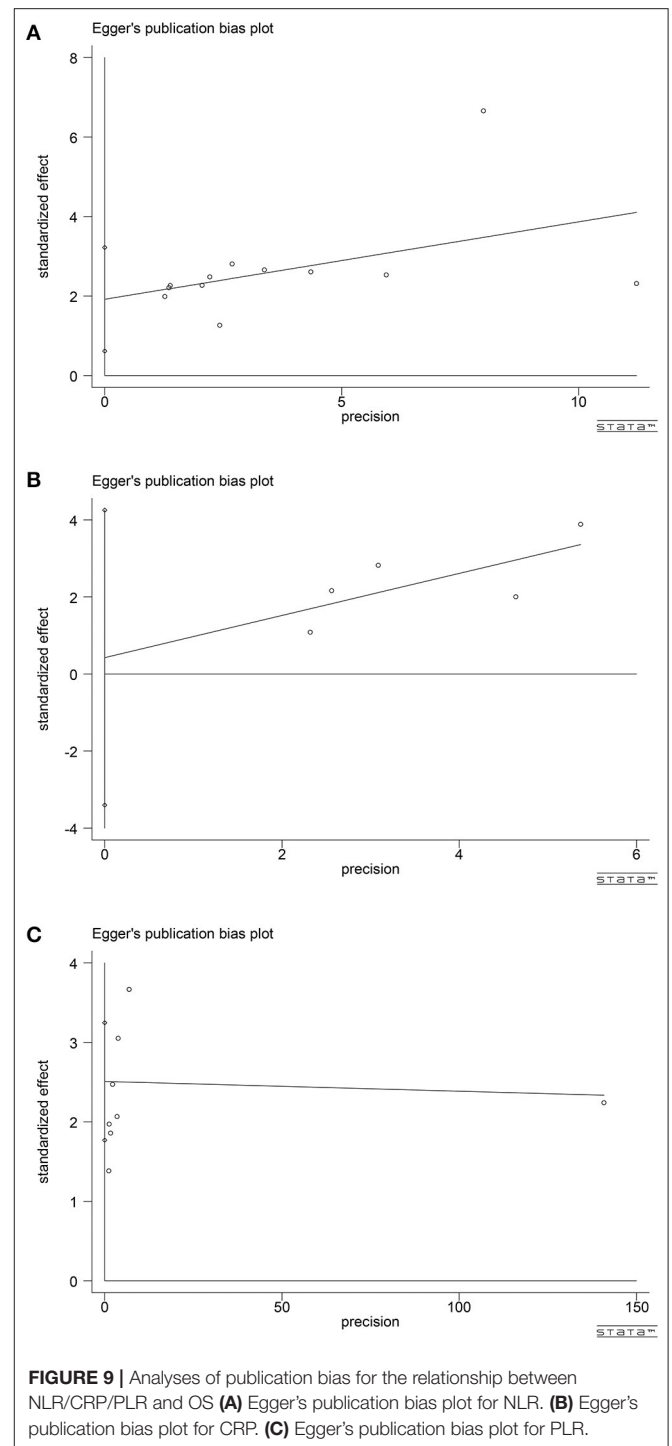 A
Egger's publication bias plot
standardized effect
8
6
4
2
0
0 5 10
precision
STATA™
B
Egger's publication bias plot
standardized effect
4
2
0
-2
-4
0 2 4 6
precision
STATA™
C
Egger's publication bias plot
standardized effect
4
3
2
1
0
0 50 100 150
precision
STATA™
FIGURE 9 | Analyses of publication bias for the relationship between
NLR/CRP/PLR and OS (A) Egger's publication bias plot for NLR. (B) Egger's
publication bias plot for CRP. (C) Egger's publication bias plot for PLR.